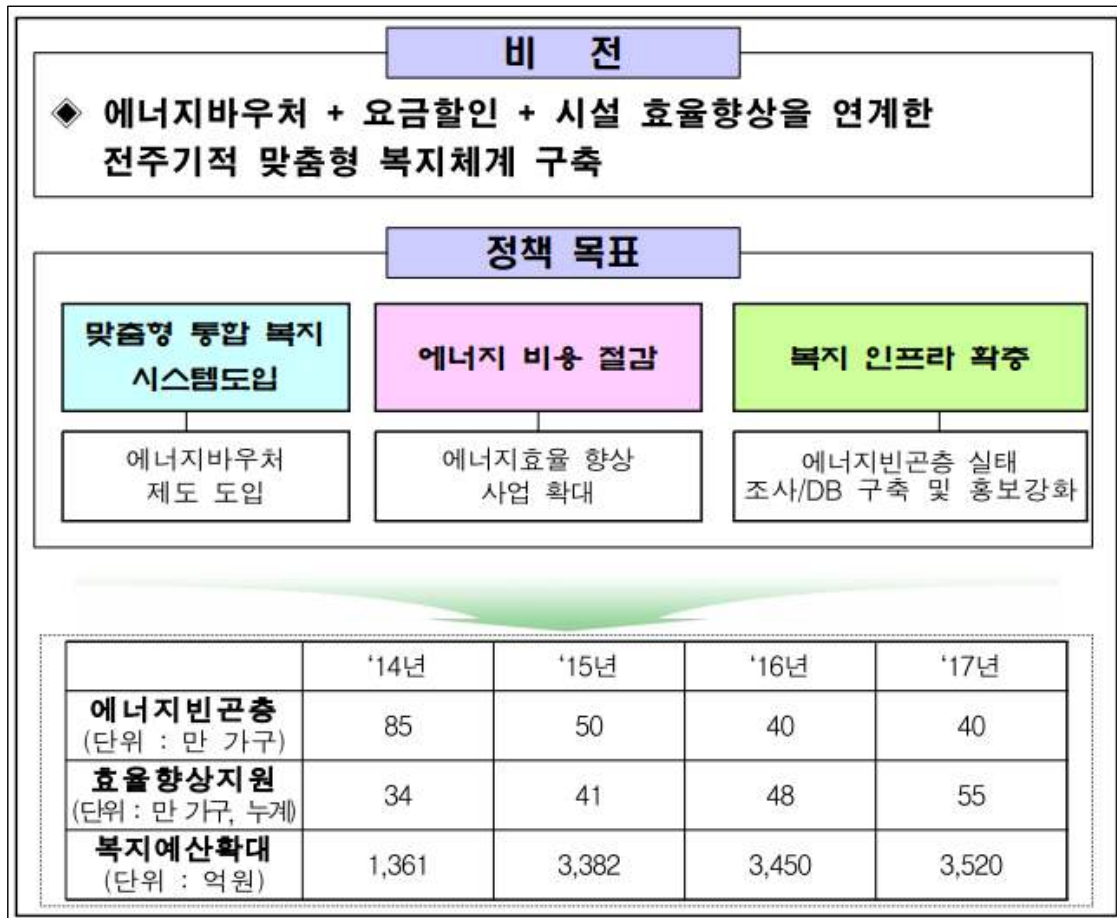 비 전
◈ 에너지바우처 + 요금할인 + 시설 효율향상을 연계한
전주기적 맞춤형 복지체계 구축
정책 목표
맞춤형 통합 복지
시스템도입
에너지 비용 절감
복지 인프라 확충
에너지바우처
제도 도입
에너지효율 향상
사업 확대
에너지빈곤층 실태
조사/DB 구축 및 홍보강화
‘14년 ‘15년 ‘16년 ‘17년
에너지빈곤층
(단위 : 만 가구)
85 50 40 40
효율향상지원
(단위 : 만 가구, 누계)
34 41 48 55
복지예산확대
(단위 : 억원)
1,361 3,382 3,450 3,520